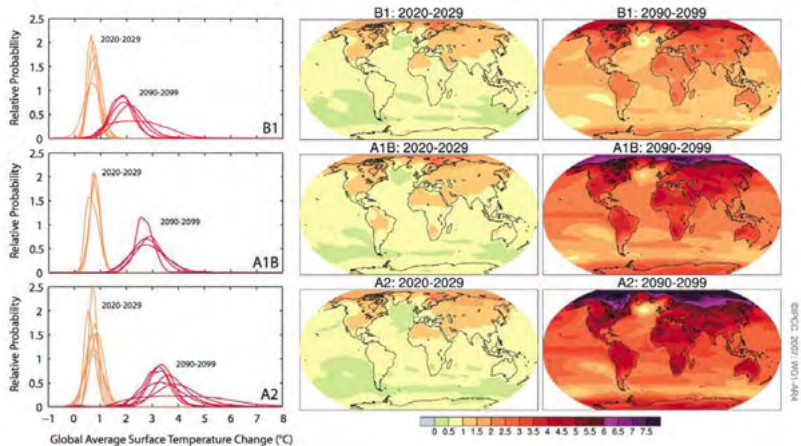 B1: 2020-2029
B1: 2090-2099
2.5
2
1.5
1
0.5
0
Relative Probability
2020-2029
2090-2099
B1
A1B: 2020-2029
A1B: 2090-2099
2.5
2
1.5
1
0.5
0
Relative Probability
2020-2029
2090-2099
A1B
A2: 2020-2029
A2: 2090-2099
2.5
2
1.5
1
0.5
0
Relative Probability
2020-2029
2090-2099
A2
-1 0 1 2 3 4 5 6 7 8
Global Average Surface Temperature Change (°C)
0 0.5 1 1.5 2 2.5 3 3.5 4 4.5 5 5.5 6 6.5 7 7.5
WG1-AR4